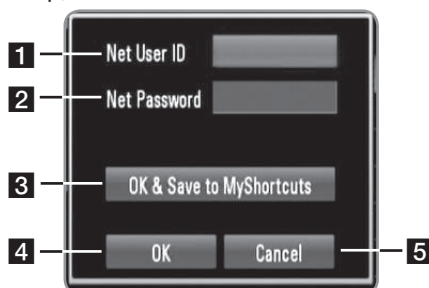 1 Net User ID
2 Net Password
3 OK & Save to MyShortcuts
4 OK Cancel 5